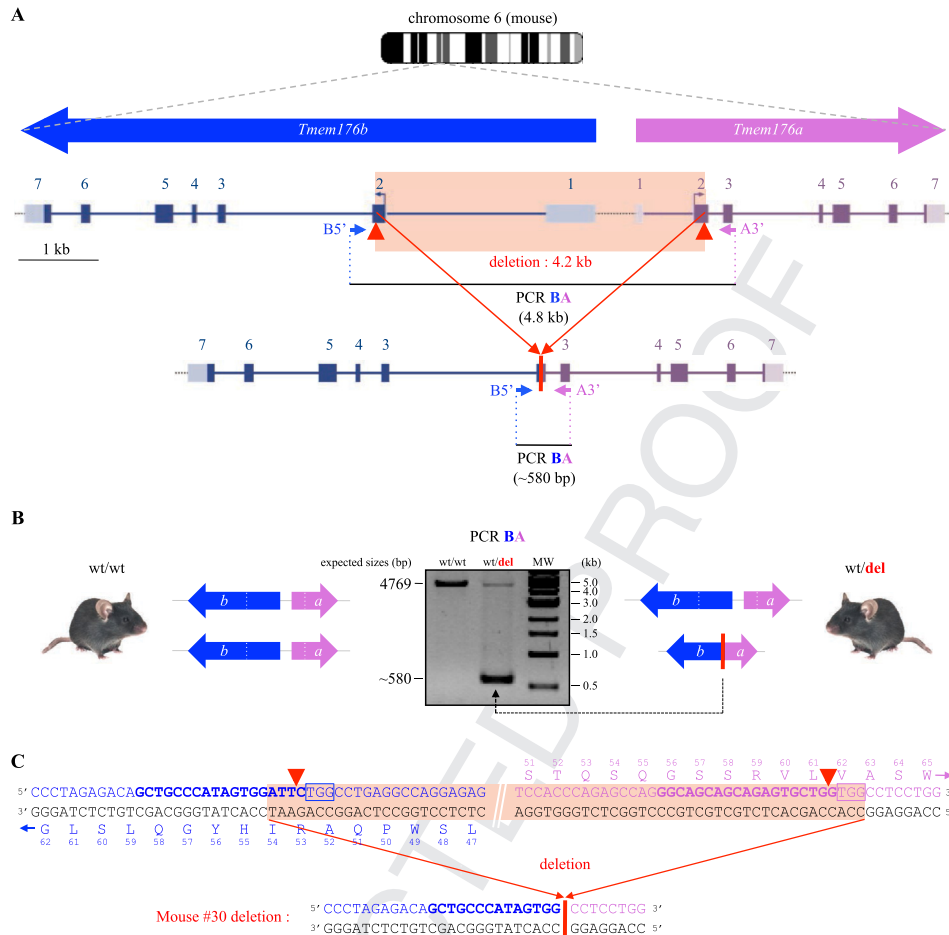 A
chromosome 6 (mouse)
Tmem176b Tmem176a
7 6 5 4 3 2 1 1 2 3 4 5 6 7
B5’ A3’
1 kb
deletion : 4.2 kb
PCR BA
(4.8 kb)
7 6 5 4 3 3 4 5 6 7
B5’ A3’
PCR BA
(~580 bp)
B
PCR BA
expected sizes (bp) wt/wt wt/del MW (kb)
wt/wt wt/del
4769 5.0
4.0
3.0
2.0
1.5
1.0
~580 0.5
b a b a
b a b a
C
51 52 53 54 55 56 57 58 59 60 61 62 63 64 65
S T Q S Q G S S R V L V A S W
5’ CCCTAGAGACAGCTGCCCATAGTGGATTCTGGCCTGAGGCCAGGAGAG TCCACCCAGAGCCAGGGCAGCAGCAGAGTGCTGGTGGCCTCCTGG 3’
3’ GGGATCTCTGTCGACGGGTATCACCTAAGACCGGACTCCGGTCCTCTC AGGTGGGTCTCGGTCCCGTCGTCGTCTCACGACCACCGGAGGACC 5’
G L S L Q G Y H I R A Q P W S L
62 61 60 59 58 57 56 55 54 53 52 51 50 49 48 47
deletion
Mouse #30 deletion : 5’ CCCTAGAGACAGCTGCCCATAGTGG CCTCCTGG 3’
3’ GGGATCTCTGTCGACGGGTATCACC GGAGGACC 5’
STED PROOF